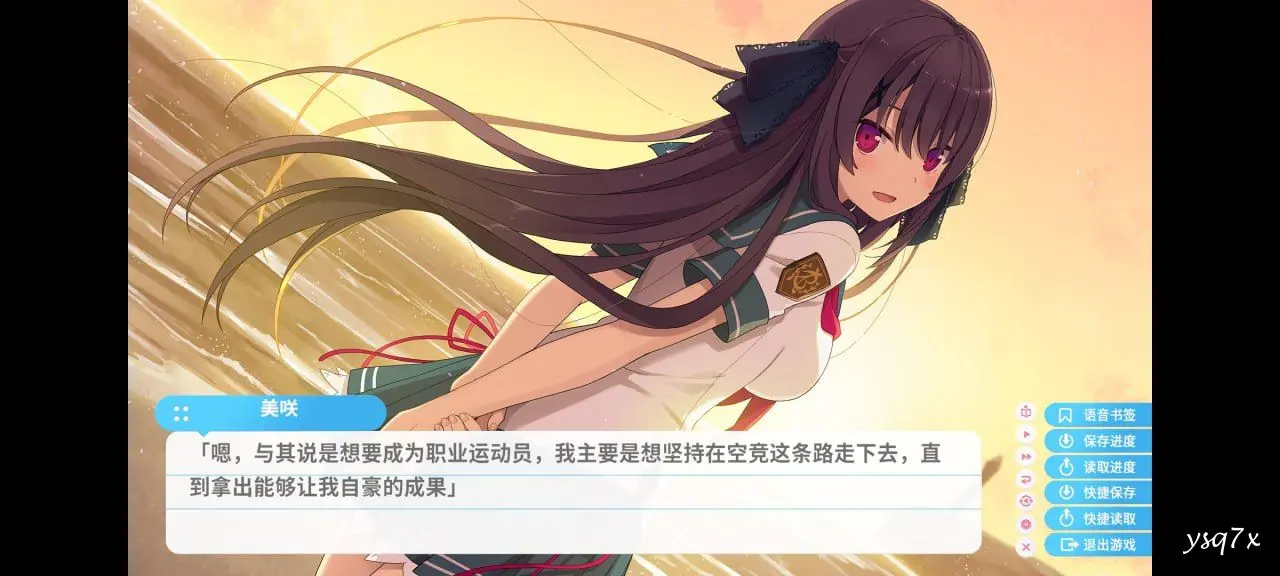 美咲
「嗯，与其说是想要成为职业运动员，我主要是想坚持在空竞这条路走下去，直
到拿出能够让我自豪的成果」
语音书签
保存进度
读取进度
快捷保存
快捷读取
退出游戏
ysq7x